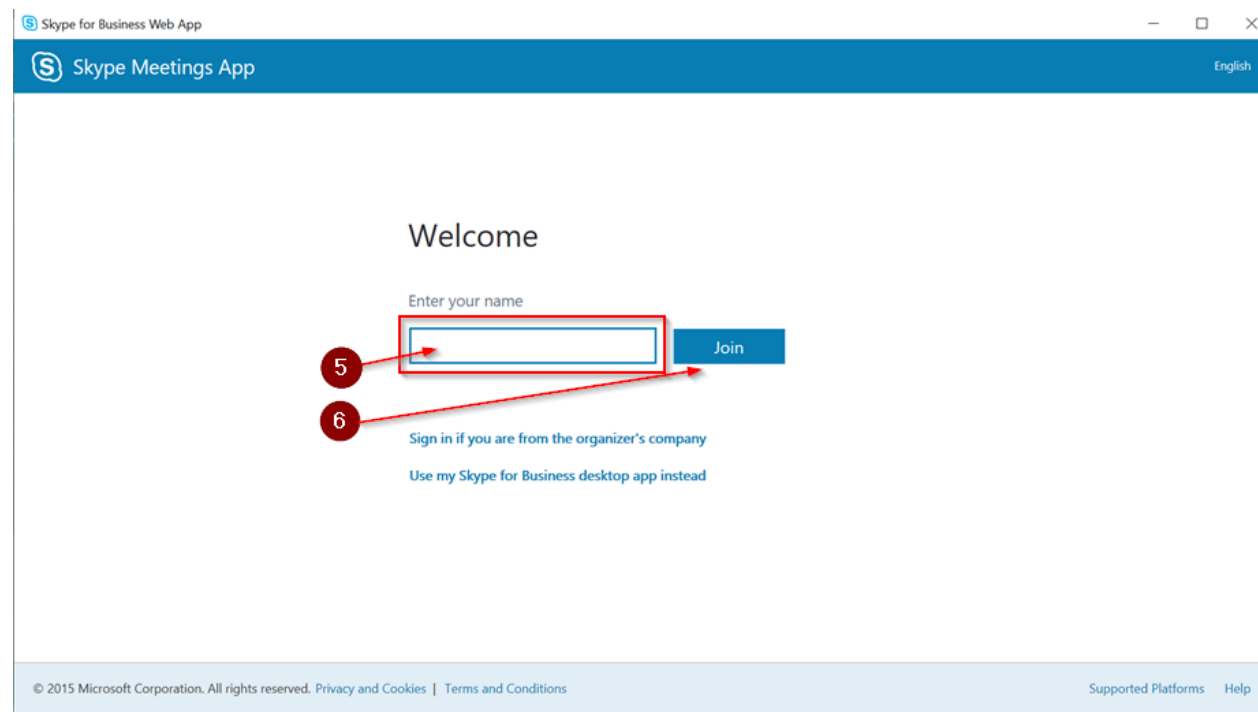 Skype for Business Web App
Skype Meetings App
English
Welcome
Enter your name
Join
5
6
Sign in if you are from the organizer's company
Use my Skype for Business desktop app instead
© 2015 Microsoft Corporation. All rights reserved. Privacy and Cookies | Terms and Conditions
Supported Platforms Help